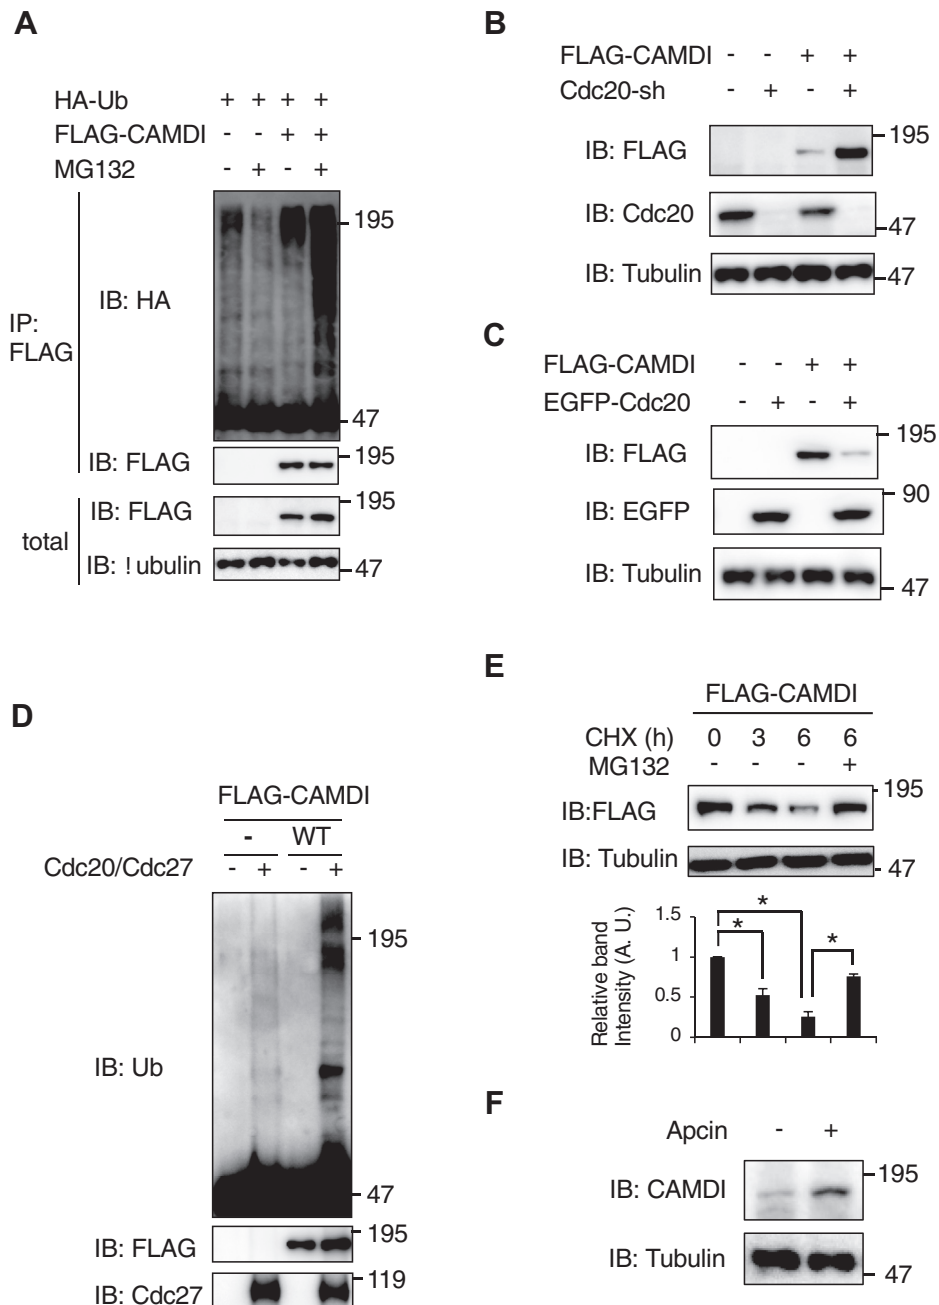 A
HA-Ub + + + +
FLAG-CAMDI - - + +
MG132 - + - +
195
IB: HA
IP:
FLAG
47
IB: FLAG 195
IB: FLAG 195
total
IB: ! ubulin 47
B
FLAG-CAMDI - - + +
Cdc20-sh - + - +
195
IB: FLAG
IB: Cdc20
47
IB: Tubulin 47
C
FLAG-CAMDI - - + +
EGFP-Cdc20 - + - +
195
IB: FLAG
90
IB: EGFP
IB: Tubulin
47
D
FLAG-CAMDI
- WT
Cdc20/Cdc27 - + - +
195
IB: Ub
47
195
IB: FLAG
119
IB: Cdc27
E
FLAG-CAMDI
CHX (h) 0 3 6 6
MG132 - - - +
195
IB:FLAG
IB: Tubulin 47
Relative band
Intensity (A. U.)
1.5
1
0.5
0
* * *
F
Apcin - +
195
IB: CAMDI
IB: Tubulin
47